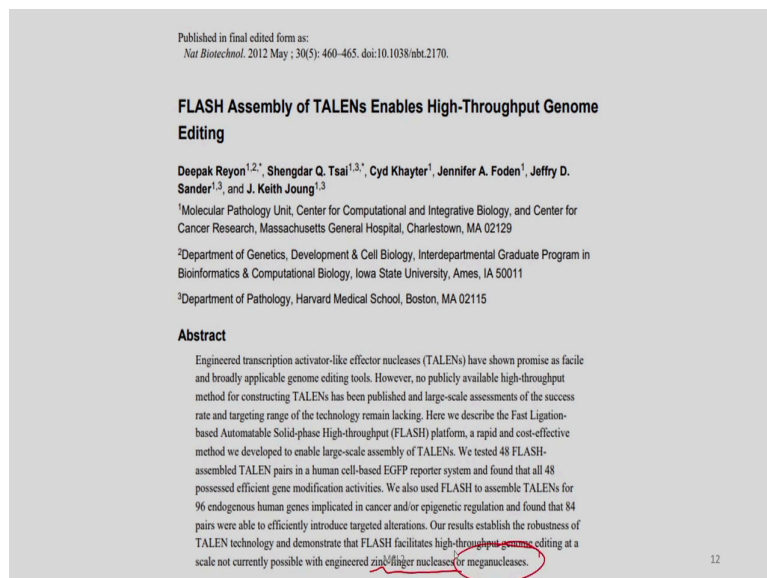 Published in final edited form as:
Nat Biotechnol. 2012 May ; 30(5): 460–465. doi:10.1038/nbt.2170.
FLASH Assembly of TALENs Enables High-Throughput Genome
Editing
Deepak Reyon1,2,*, Shengdar Q. Tsai1,3,*, Cyd Khayter1, Jennifer A. Foden1, Jeffry D.
Sander1,3, and J. Keith Joung1,3
1Molecular Pathology Unit, Center for Computational and Integrative Biology, and Center for
Cancer Research, Massachusetts General Hospital, Charlestown, MA 02129
2Department of Genetics, Development & Cell Biology, Interdepartmental Graduate Program in
Bioinformatics & Computational Biology, Iowa State University, Ames, IA 50011
3Department of Pathology, Harvard Medical School, Boston, MA 02115
Abstract
Engineered transcription activator-like effector nucleases (TALENs) have shown promise as facile
and broadly applicable genome editing tools. However, no publicly available high-throughput
method for constructing TALENs has been published and large-scale assessments of the success
rate and targeting range of the technology remain lacking. Here we describe the Fast Ligation-
based Automatable Solid-phase High-throughput (FLASH) platform, a rapid and cost-effective
method we developed to enable large-scale assembly of TALENs. We tested 48 FLASH-
assembled TALEN pairs in a human cell-based EGFP reporter system and found that all 48
possessed efficient gene modification activities. We also used FLASH to assemble TALENs for
96 endogenous human genes implicated in cancer and/or epigenetic regulation and found that 84
pairs were able to efficiently introduce targeted alterations. Our results establish the robustness of
TALEN technology and demonstrate that FLASH facilitates high-throughput genome editing at a
scale not currently possible with engineered zinc-finger nucleases or meganucleases.
12